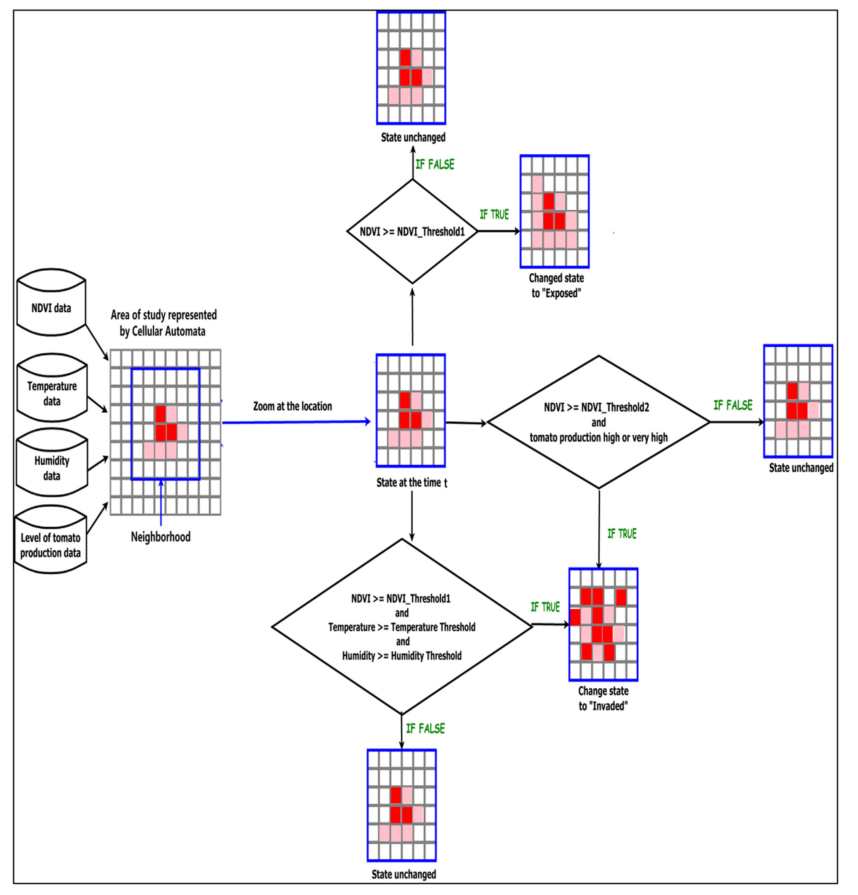 State unchanged
IF FALSE
NDVI >= NDVI_Threshold1
IF TRUE
Changed state
to "Exposed"
NDVI data
Area of study represented
by Cellular Automata
Temperature
data
Zoom at the location
Humidity
data
Level of tomato
production data
Neighborhood
State at the time t
NDVI >= NDVI_Threshold2
and
tomato production high or very high
IF FALSE
State unchanged
IF TRUE
NDVI >= NDVI_Threshold1
and
Temperature >= Temperature Threshold
and
Humidity >= Humidity Threshold
IF TRUE
Change state
to "Invaded"
IF FALSE
State unchanged